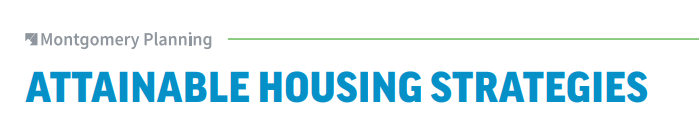 Montgomery Planning
ATTAINABLE HOUSING STRATEGIES